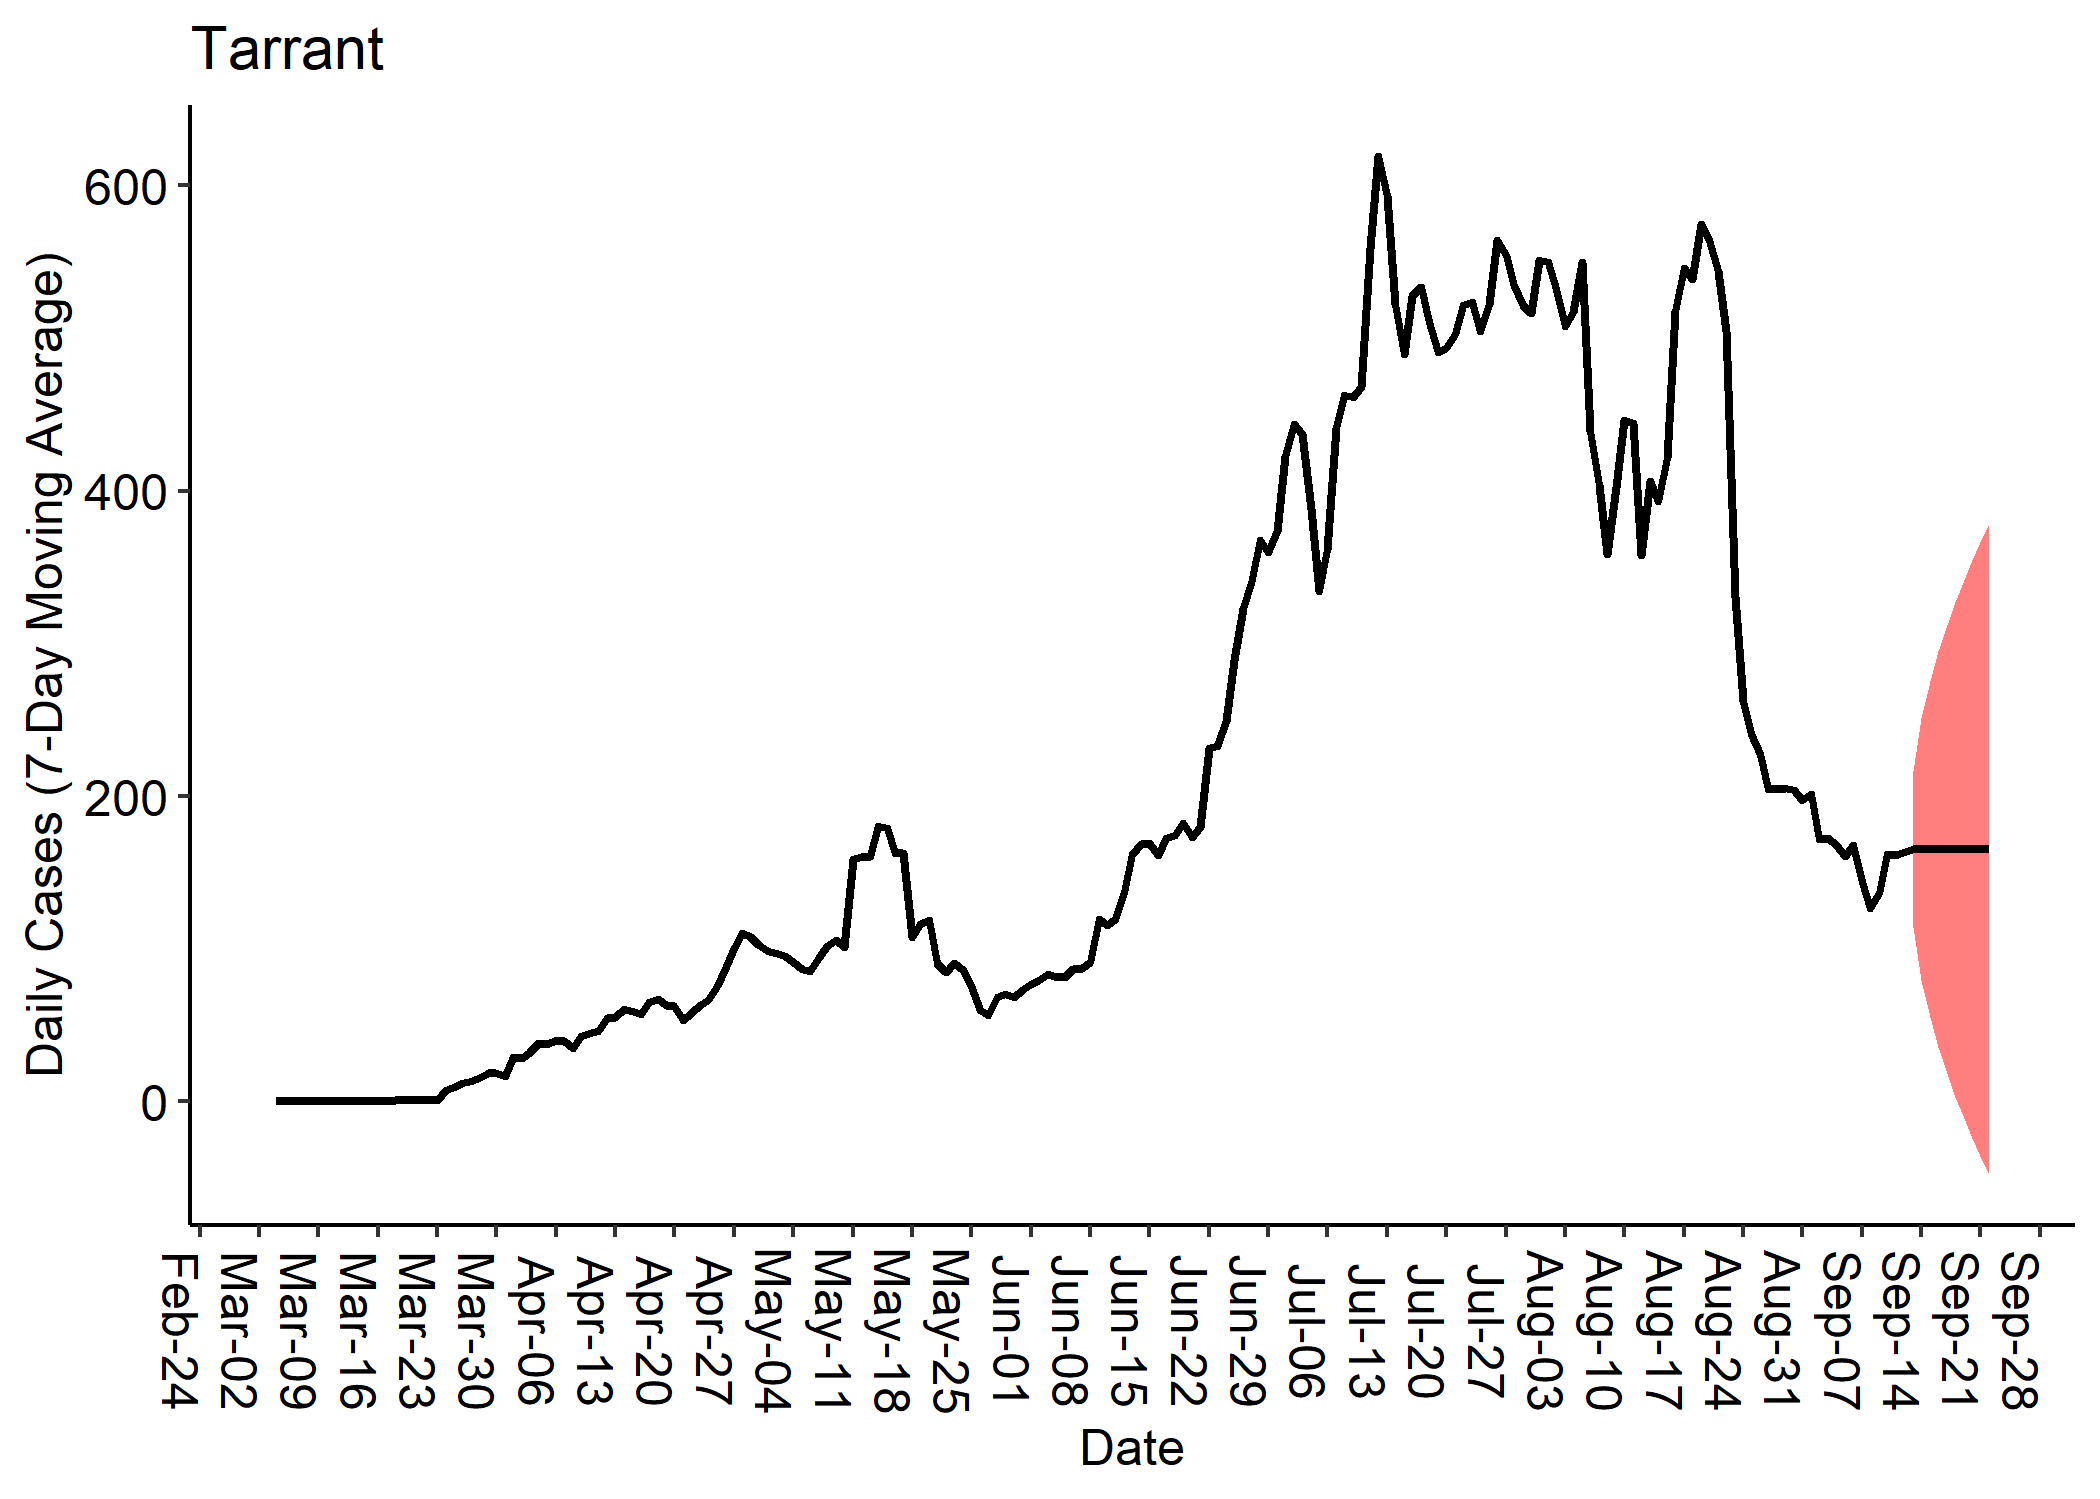 Tarrant
Daily Cases (7-Day Moving Average)
600
400
200
0
Feb-24
Mar-02
Mar-09
Mar-16
Mar-23
Mar-30
Apr-06
Apr-13
Apr-20
Apr-27
May-04
May-11
May-18
May-25
Jun-01
Jun-08
Jun-15
Jun-22
Jun-29
Jul-06
Jul-13
Jul-20
Jul-27
Aug-03
Aug-10
Aug-17
Aug-24
Aug-31
Sep-07
Sep-14
Sep-21
Sep-28
Date